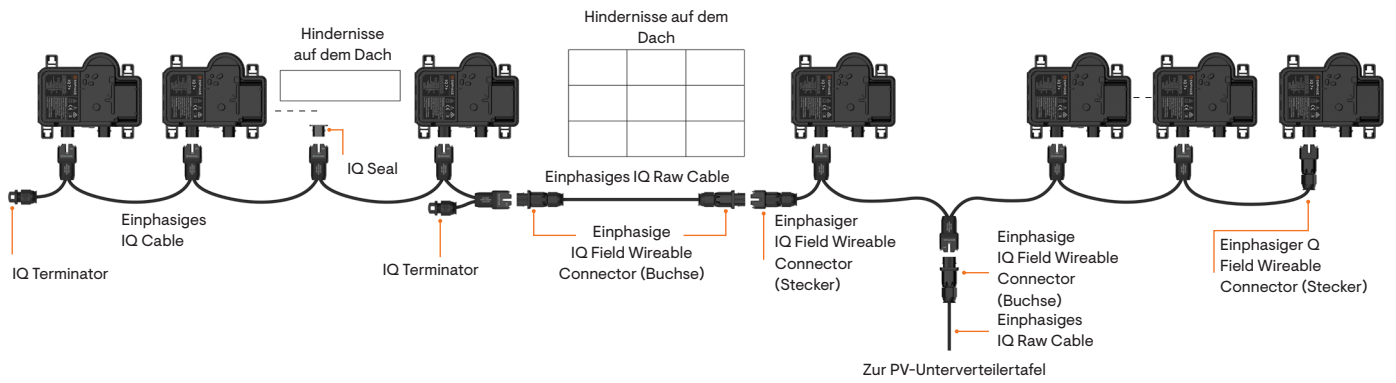 Hindernisse
auf dem Dach
Hindernisse auf dem
Dach
IQ Seal
Einphasiges IQ Raw Cable
Einphasiges
IQ Cable
IQ Terminator
IQ Terminator
Einphasige
IQ Field Wireable
Connector (Buchse)
Einphasiger
IQ Field Wireable
Connector
(Stecker)
Einphasige
IQ Field Wireable
Connector
(Buchse)
Einphasiges
IQ Raw Cable
Einphasiger Q
Field Wireable
Connector (Stecker)
Zur PV-Unterverteilertafel